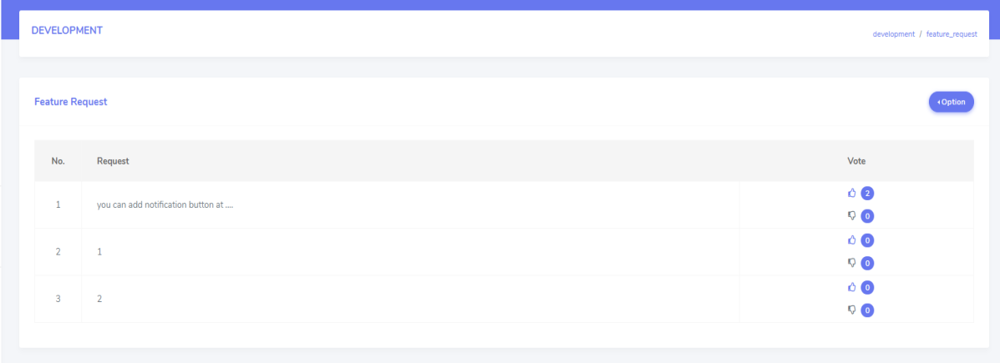 DEVELOPMENT
development / feature_request
Feature Request
Option
No. Request Vote
1 you can add notification button at .... 2
0
2 1 0
0
3 2 0
0